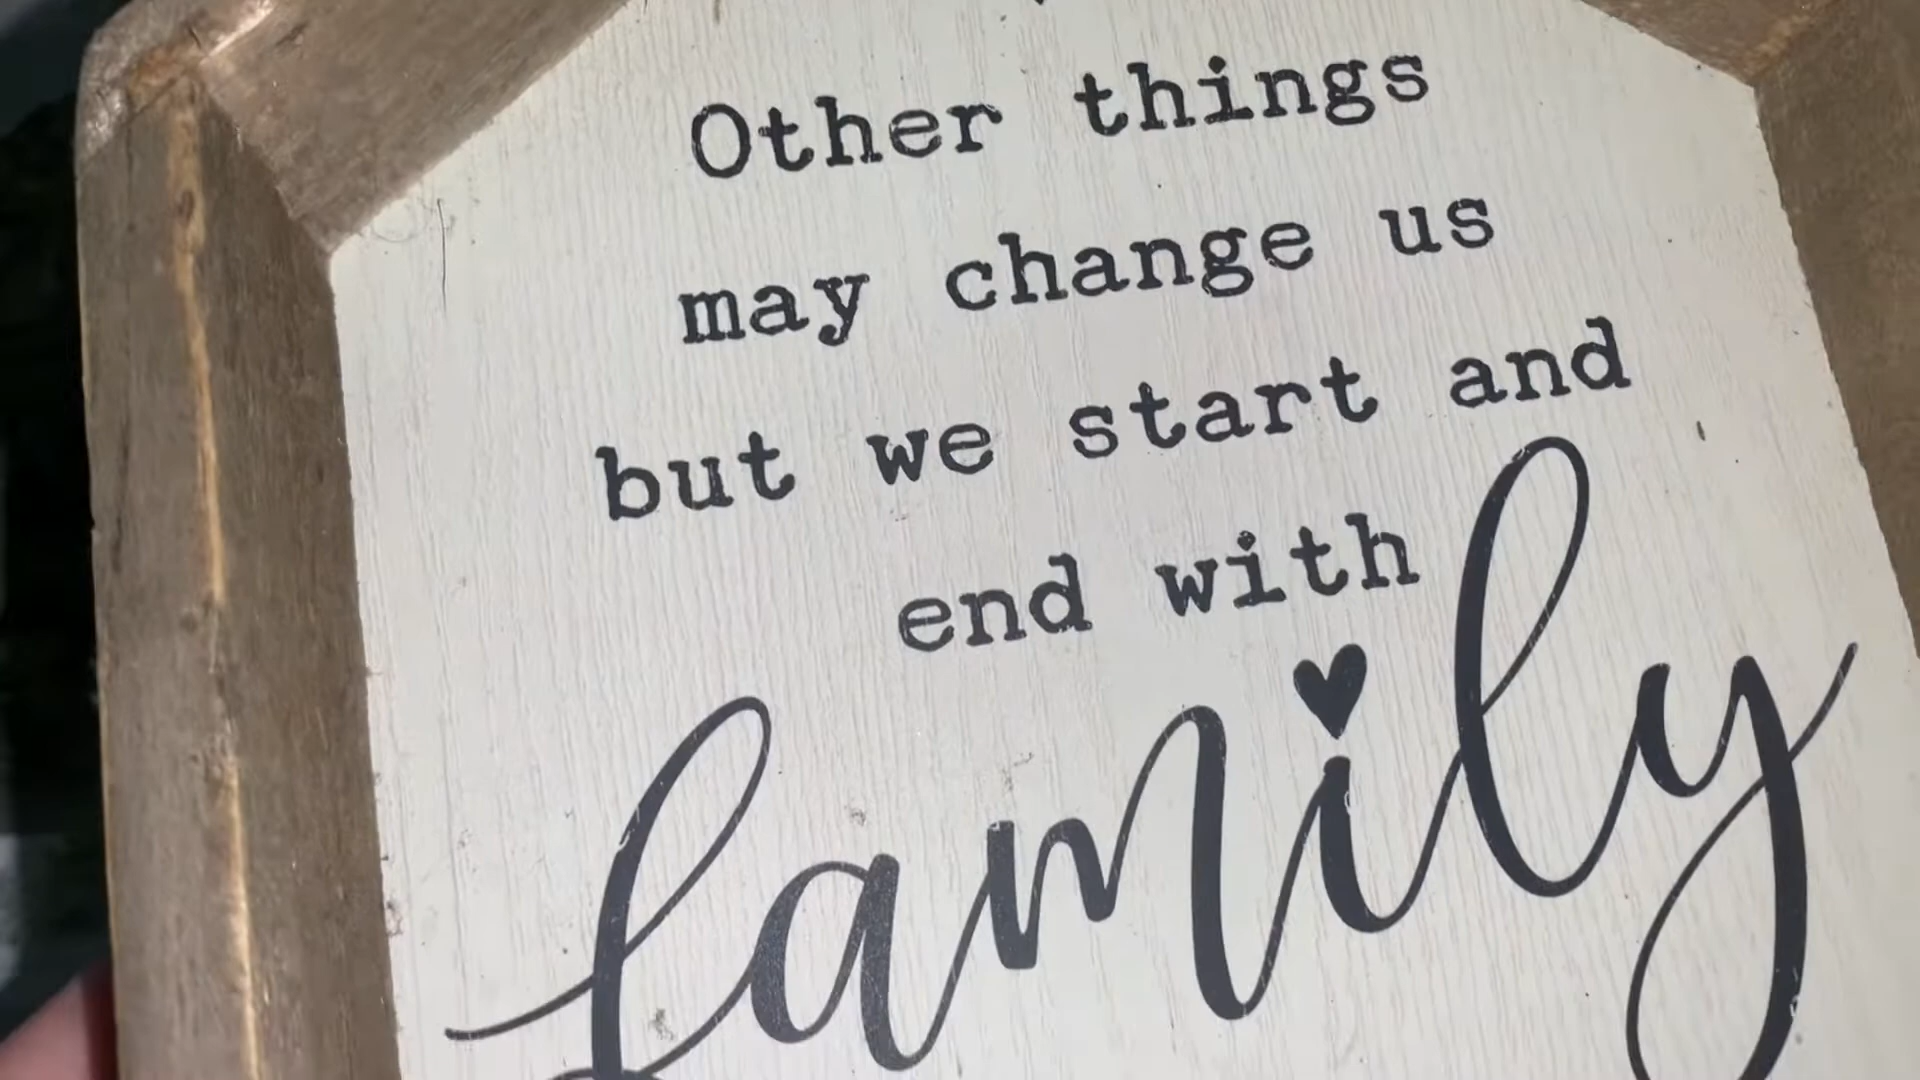 Other things
may change us
but we start and
end with
family